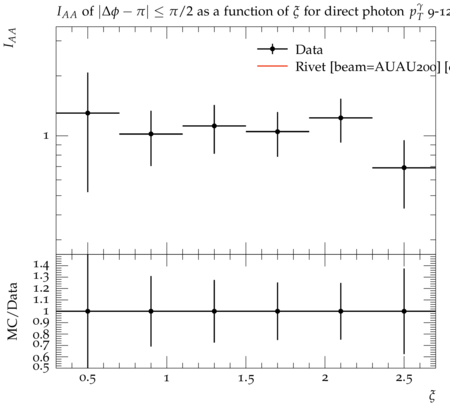 I_AA of |Δϕ − π| ≤ π/2 as a function of ξ for direct photon p_T^γ 9-12
I_AA
Data
Rivet [beam=AUAU200]
1
MC/Data
1.4
1.3
1.2
1.1
1
0.9
0.8
0.7
0.6
0.5
0.5 1 1.5 2 2.5
ξ